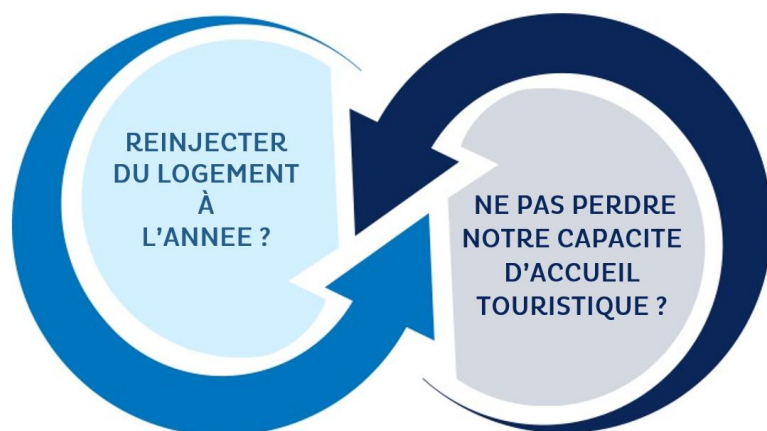 REINJECTER
DU LOGEMENT
À
L'ANNEE ?
NE PAS PERDRE
NOTRE CAPACITE
D'ACCUEIL
TOURISTIQUE ?